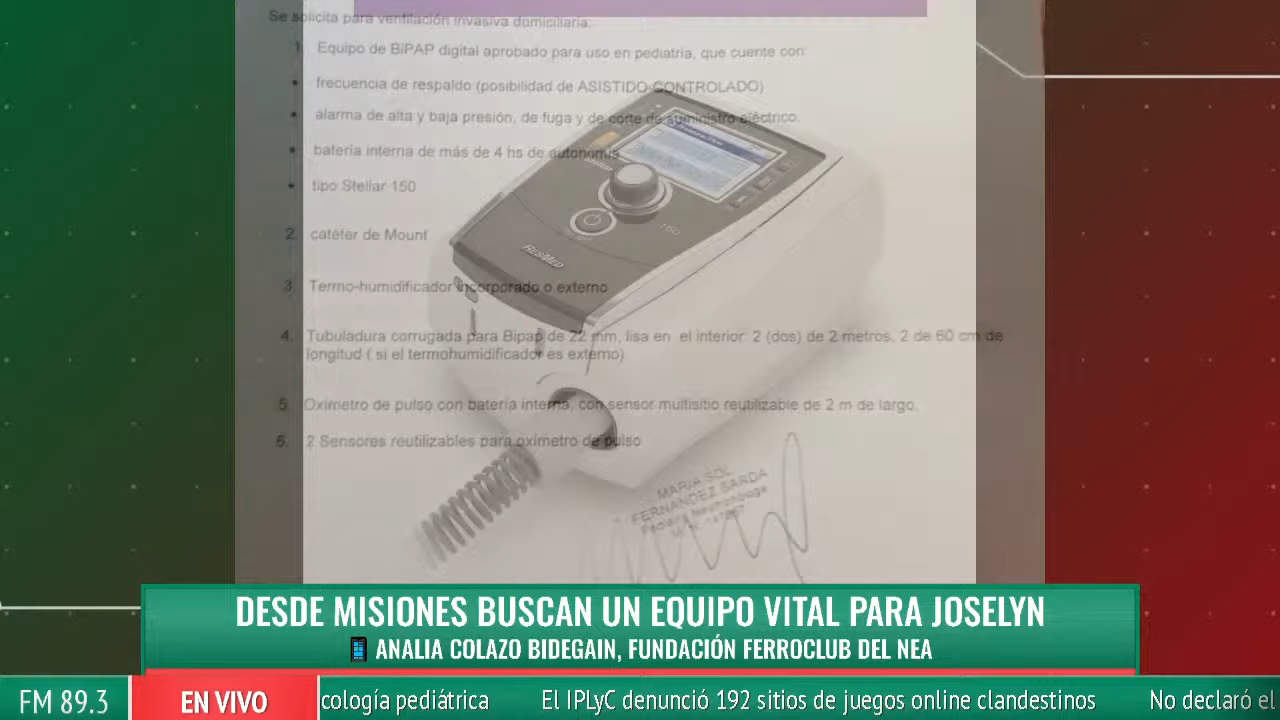 Se solicita para ventilación invasiva domiciliaria:
1. Equipo de BiPAP digital aprobado para uso en pediatria, que cuente con:
• frecuencia de respaldo (posibilidad de ASISTIDO CONTROLADO)
• alarma de alta y baja presión, de fuga y de corte de suministro eléctrico.
• batería interna de más de 4 hs de autonomía
• tipo Stellar 150
2. catéter de Mount
3. Termo-humidificador incorporado o externo
4. Tubuladura corrugada para Bipap de 22 mm, lisa en el interior: 2 (dos) de 2 metros, 2 de 60 cm de
longitud ( si el termohumidificador es externo)
5. Oximetro de pulso con batería interna, con sensor multisitio reutilizable de 2 m de largo.
6. 2 Sensores reutilizables para oxímetro de pulso
150
RESMED
MARIA SOL
FERNANDEZ SARDA
Pediatra Neumonóloga
DESDE MISIONES BUSCAN UN EQUIPO VITAL PARA JOSELYN
ANALIA COLAZO BIDEGAIN, FUNDACIÓN FERROCLUB DEL NEA
FM 89.3
EN VIVO
cología pediátrica El IPLyC denunció 192 sitios de juegos online clandestinos No declaró el